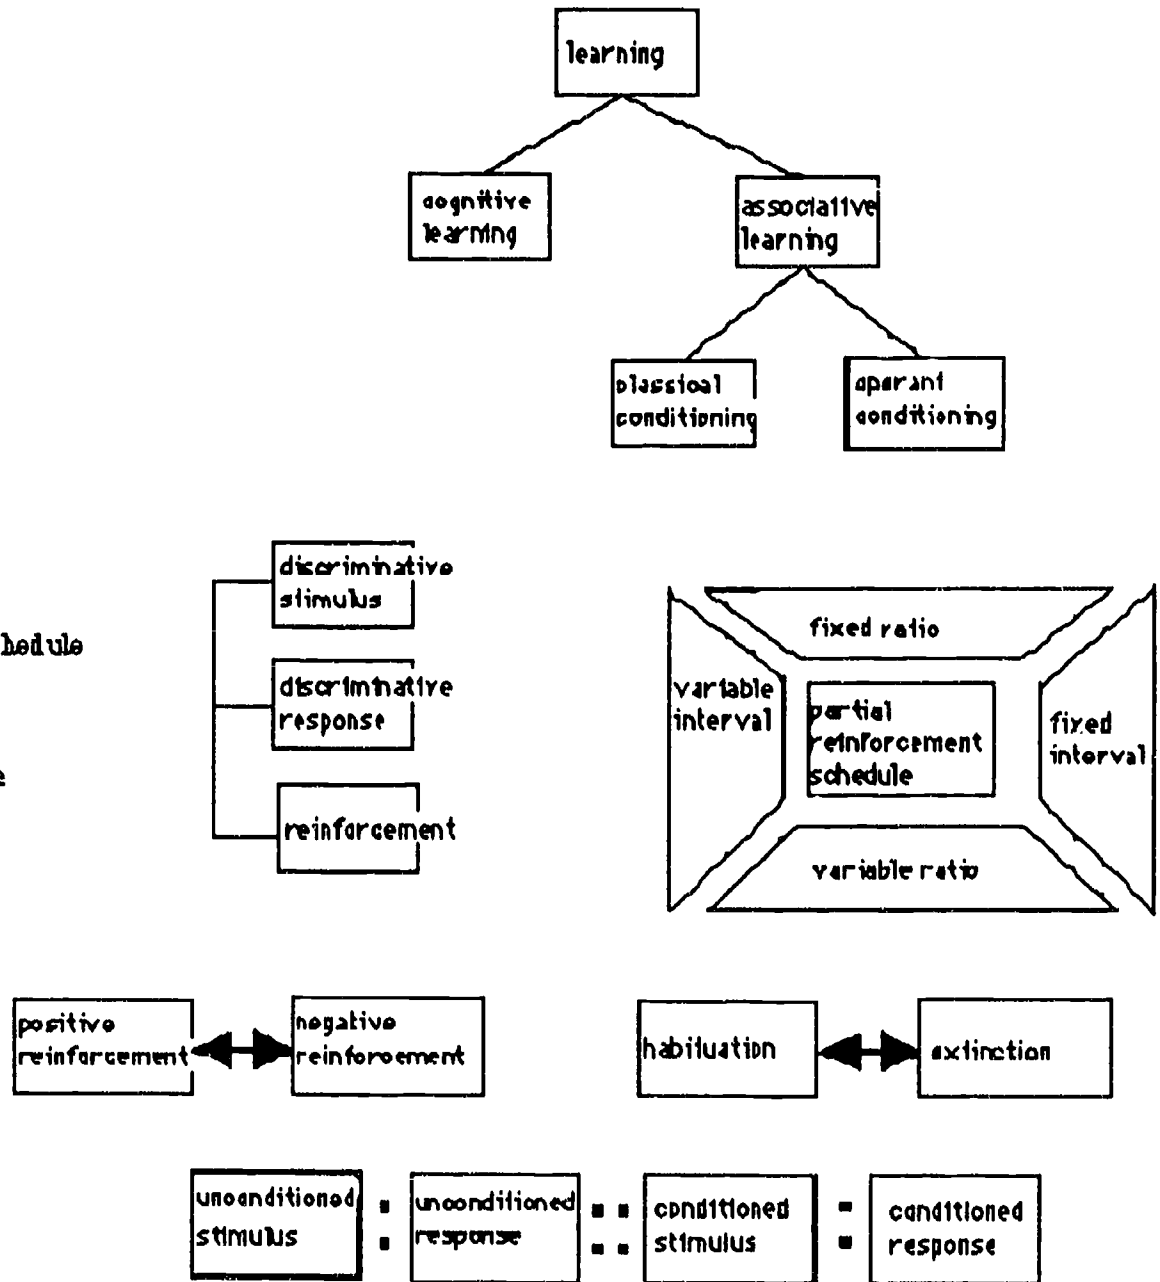 learning
cognitive
learning
associative
learning
classical
conditioning
operant
conditioning
discriminative
stimulus
hedule
discriminative
response
e
reinforcement
fixed ratio
variable
interval
partial
reinforcement
schedule
fixed
interval
variable ratio
positive
reinforcement
negative
reinforcement
habituation
extinction
unconditioned
stimulus
:
unconditioned
response
::
conditioned
stimulus
:
conditioned
response